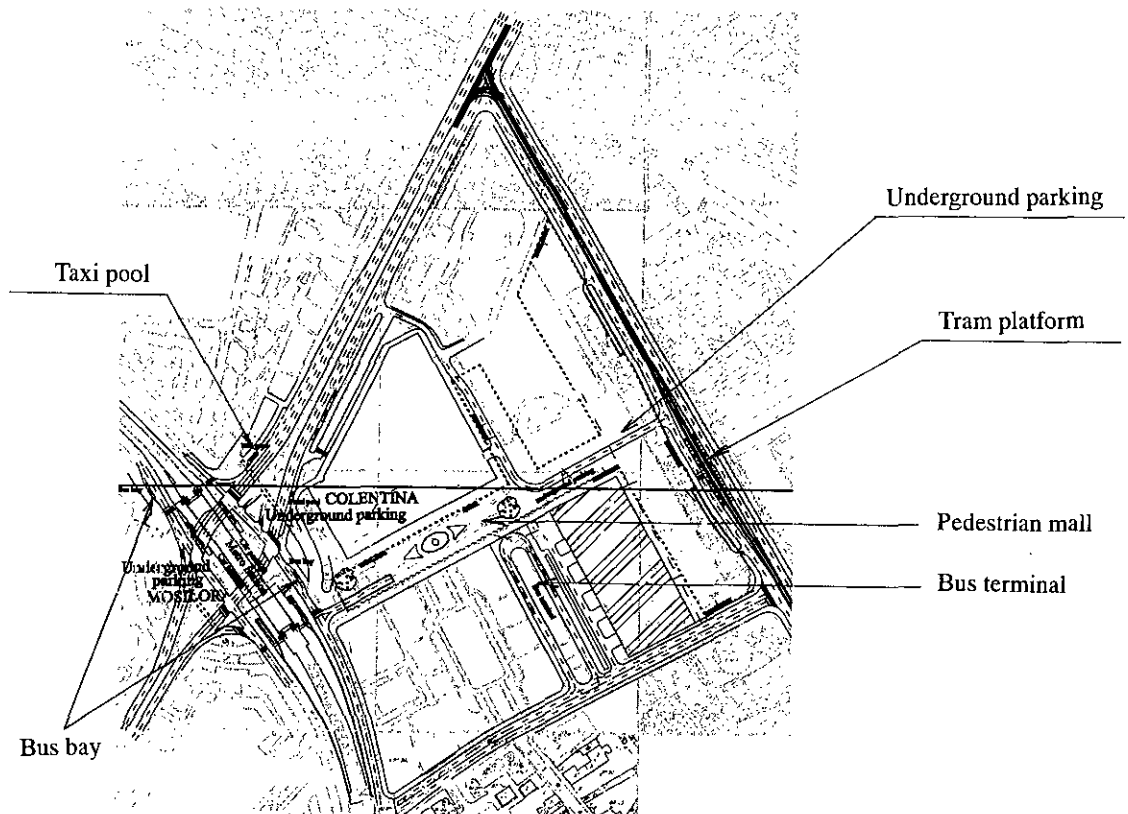 Underground parking
Taxi pool
Tram platform
COLENTINA
Underground parking
Pedestrian mall
Underground
parking
MOSILOR
Bus terminal
Bus bay